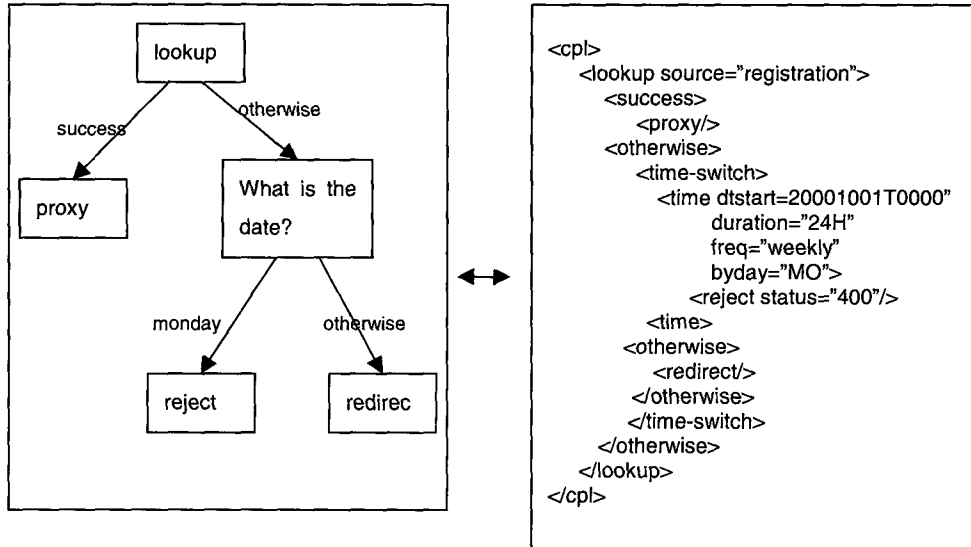 lookup
success
otherwise
proxy
What is the
date?
monday
otherwise
reject
redirec
<cpl>
<lookup source="registration">
<success>
<proxy/>
<otherwise>
<time-switch>
<time dtstart=20001001T0000"
duration="24H"
freq="weekly"
byday="MO">
<reject status="400"/>
<time>
<otherwise>
<redirect/>
</otherwise>
</time-switch>
</otherwise>
</lookup>
</cpl>